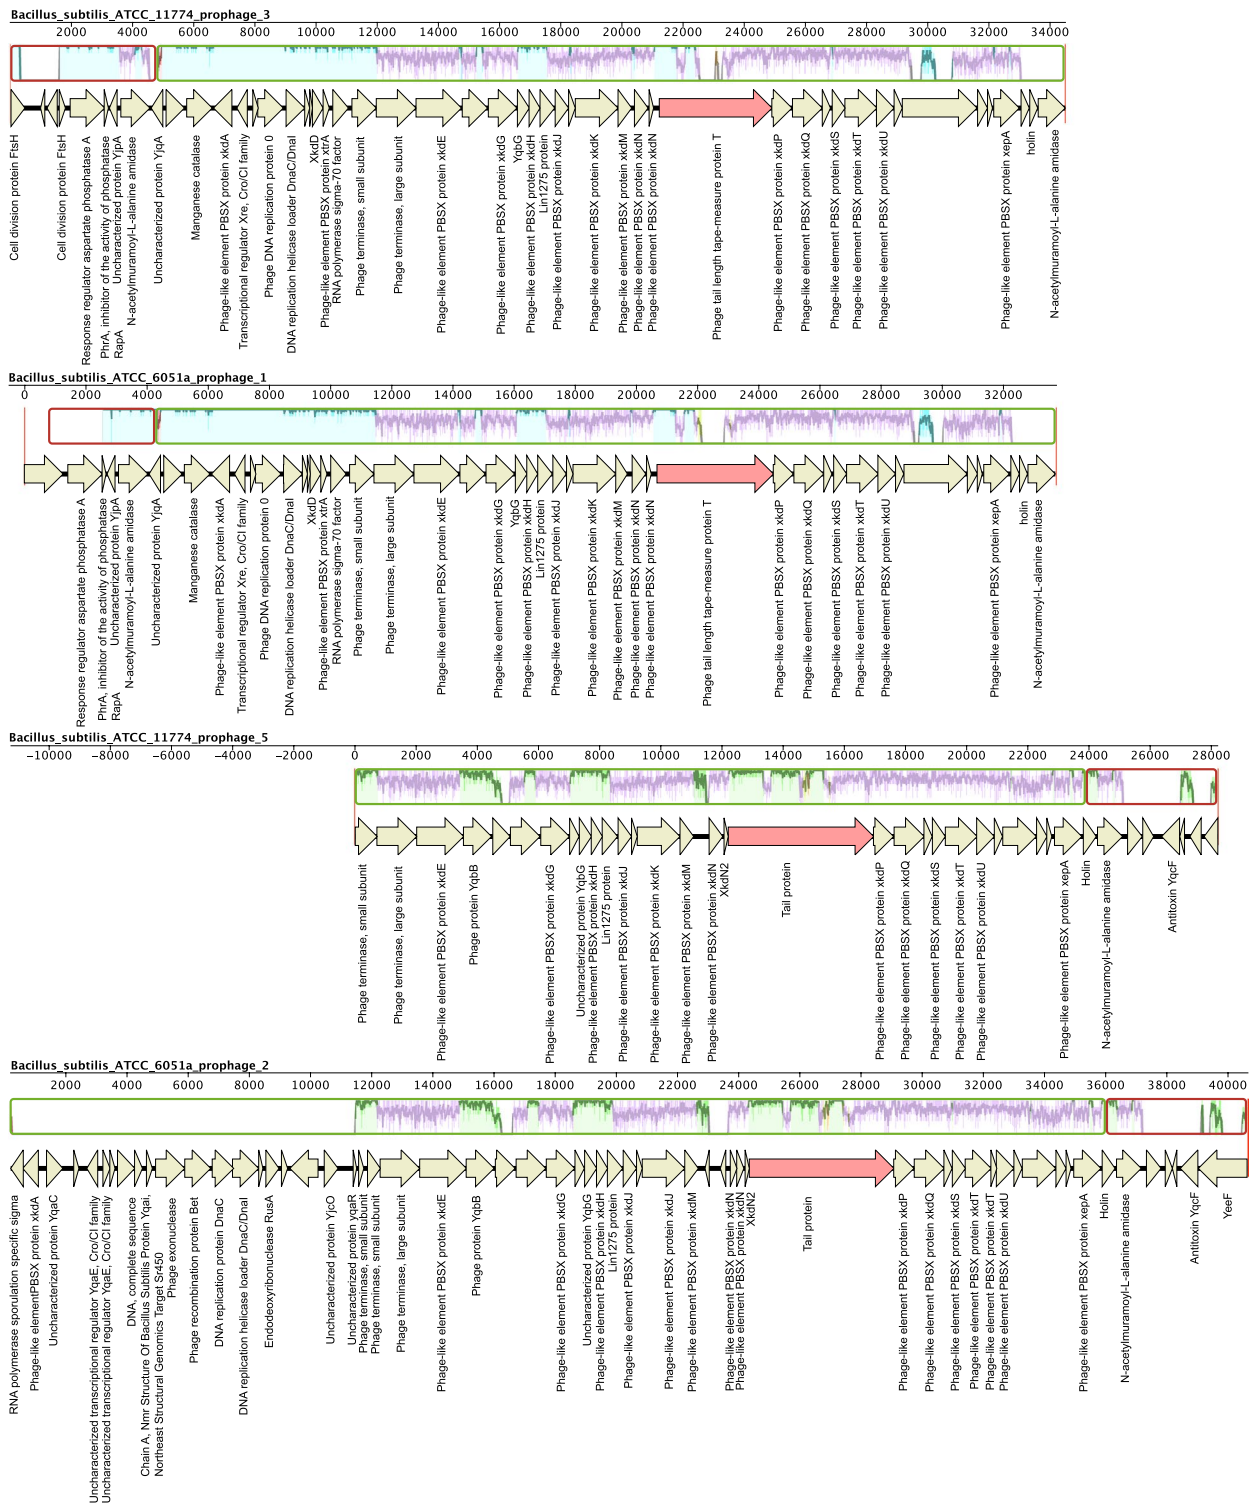 Bacillus_subtilis_ATCC_11774_prophage_3
2000 4000 6000 8000 10000 12000 14000 16000 18000 20000 22000 24000 26000 28000 30000 32000 34000
Cell division protein FtsH
Cell division protein FtsH
Response regulator aspartate phosphatase A
PhrA, inhibitor of the activity of phosphatase
RapA
Uncharacterized protein YjpA
N-acetylmuramoyl-L-alanine amidase
Uncharacterized protein YjqA
Manganese catalase
Phage-like element PBSX protein xkdA
Transcriptional regulator Xre, Cro/CI family
Phage DNA replication protein 0
DNA replication helicase loader DnaC/DnaI
XkdD
Phage-like element PBSX protein xtrA
RNA polymerase sigma-70 factor
Phage terminase, small subunit
Phage terminase, large subunit
Phage-like element PBSX protein xkdE
Phage-like element PBSX protein xkdG
YqbG
Phage-like element PBSX protein xkdH
Lin1275 protein
Phage-like element PBSX protein xkdJ
Phage-like element PBSX protein xkdK
Phage-like element PBSX protein xkdM
Phage-like element PBSX protein xkdN
Phage-like element PBSX protein xkdN
Phage tail length tape-measure protein T
Phage-like element PBSX protein xkdP
Phage-like element PBSX protein xkdQ
Phage-like element PBSX protein xkdS
Phage-like element PBSX protein xkdT
Phage-like element PBSX protein xkdU
Phage-like element PBSX protein xepA
holin
N-acetylmuramoyl-L-alanine amidase
Bacillus_subtilis_ATCC_6051a_prophage_1
0 2000 4000 6000 8000 10000 12000 14000 16000 18000 20000 22000 24000 26000 28000 30000 32000
Response regulator aspartate phosphatase A
PhrA, inhibitor of the activity of phosphatase
RapA
Uncharacterized protein YjpA
N-acetylmuramoyl-L-alanine amidase
Uncharacterized protein YjqA
Manganese catalase
Phage-like element PBSX protein xkdA
Transcriptional regulator Xre, Cro/CI family
Phage DNA replication protein 0
DNA replication helicase loader DnaC/DnaI
XkdD
Phage-like element PBSX protein xtrA
RNA polymerase sigma-70 factor
Phage terminase, small subunit
Phage terminase, large subunit
Phage-like element PBSX protein xkdE
Phage-like element PBSX protein xkdG
YqbG
Phage-like element PBSX protein xkdH
Lin1275 protein
Phage-like element PBSX protein xkdJ
Phage-like element PBSX protein xkdK
Phage-like element PBSX protein xkdM
Phage-like element PBSX protein xkdN
Phage-like element PBSX protein xkdN
Phage tail length tape-measure protein T
Phage-like element PBSX protein xkdP
Phage-like element PBSX protein xkdQ
Phage-like element PBSX protein xkdS
Phage-like element PBSX protein xkdT
Phage-like element PBSX protein xkdU
Phage-like element PBSX protein xepA
holin
N-acetylmuramoyl-L-alanine amidase
Bacillus_subtilis_ATCC_11774_prophage_5
−10000 −8000 −6000 −4000 −2000 0 2000 4000 6000 8000 10000 12000 14000 16000 18000 20000 22000 24000 26000 28000
Phage terminase, small subunit
Phage terminase, large subunit
Phage-like element PBSX protein xkdE
Phage protein YqbB
Phage-like element PBSX protein xkdG
Uncharacterized protein YqbG
Phage-like element PBSX protein xkdH
Lin1275 protein
Phage-like element PBSX protein xkdJ
Phage-like element PBSX protein xkdK
Phage-like element PBSX protein xkdM
Phage-like element PBSX protein xkdN
XkdN2
Tail protein
Phage-like element PBSX protein xkdP
Phage-like element PBSX protein xkdQ
Phage-like element PBSX protein xkdS
Phage-like element PBSX protein xkdT
Phage-like element PBSX protein xkdU
Phage-like element PBSX protein xepA
Holin
N-acetylmuramoyl-L-alanine amidase
Antitoxin YqcF
Bacillus_subtilis_ATCC_6051a_prophage_2
2000 4000 6000 8000 10000 12000 14000 16000 18000 20000 22000 24000 26000 28000 30000 32000 34000 36000 38000 40000
RNA polymerase sporulation specific sigma
Phage-like elementPBSX protein xkdA
Uncharacterized protein YqaC
Uncharacterized transcriptional regulator YqaE, Cro/CI family
Uncharacterized transcriptional regulator YqaE, Cro/CI family
DNA, complete sequence
Chain A, Nmr Structure Of Bacillus Subtilis Protein Yqai,
Northeast Structural Genomics Target Sr450
Phage exonuclease
Phage recombination protein Bet
DNA replication protein DnaC
DNA replication helicase loader DnaC/DnaI
Endodeoxyribonuclease RusA
Uncharacterized protein YjcO
Uncharacterized protein yqaR
Phage terminase, small subunit
Phage terminase, small subunit
Phage terminase, large subunit
Phage-like element PBSX protein xkdE
Phage protein YqbB
Phage-like element PBSX protein xkdG
Uncharacterized protein YqbG
Phage-like element PBSX protein xkdH
Lin1275 protein
Phage-like element PBSX protein xkdJ
Phage-like element PBSX protein xkdJ
Phage-like element PBSX protein xkdM
Phage-like element PBSX protein xkdN
Phage-like element PBSX protein xkdN
XkdN2
Tail protein
Phage-like element PBSX protein xkdP
Phage-like element PBSX protein xkdQ
Phage-like element PBSX protein xkdS
Phage-like element PBSX protein xkdT
Phage-like element PBSX protein xkdT
Phage-like element PBSX protein xkdU
Phage-like element PBSX protein xepA
Holin
N-acetylmuramoyl-L-alanine amidase
Antitoxin YqcF
YeeF